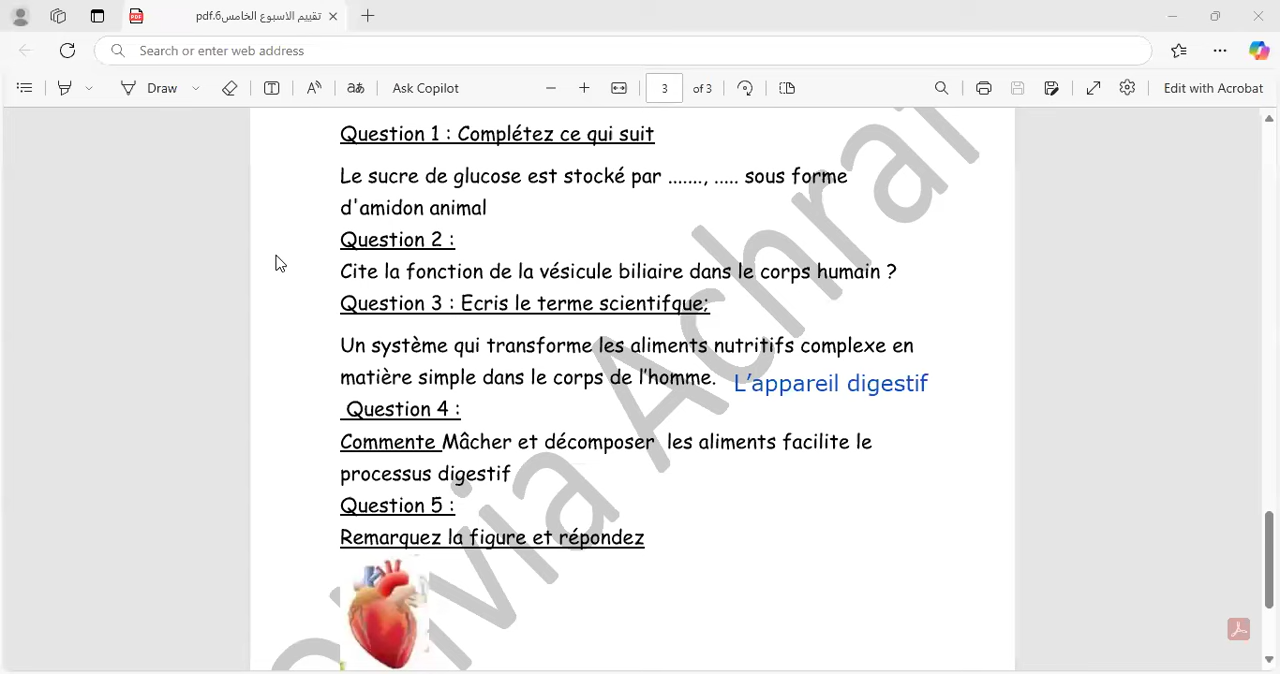 تقييم الاسبوع الخامس6.pdf
Search or enter web address
Draw
Ask Copilot
3 of 3
Edit with Acrobat
Question 1 : Complétez ce qui suit
Le sucre de glucose est stocké par ......., ..... sous forme
d'amidon animal
Question 2 :
Cite la fonction de la vésicule biliaire dans le corps humain ?
Question 3 : Ecris le terme scientifque;
Un système qui transforme les aliments nutritifs complexe en
matière simple dans le corps de l'homme. L'appareil digestif
Question 4 :
Commente Mâcher et décomposer les aliments facilite le
processus digestif
Question 5 :
Remarquez la figure et répondez
ivia Achraf